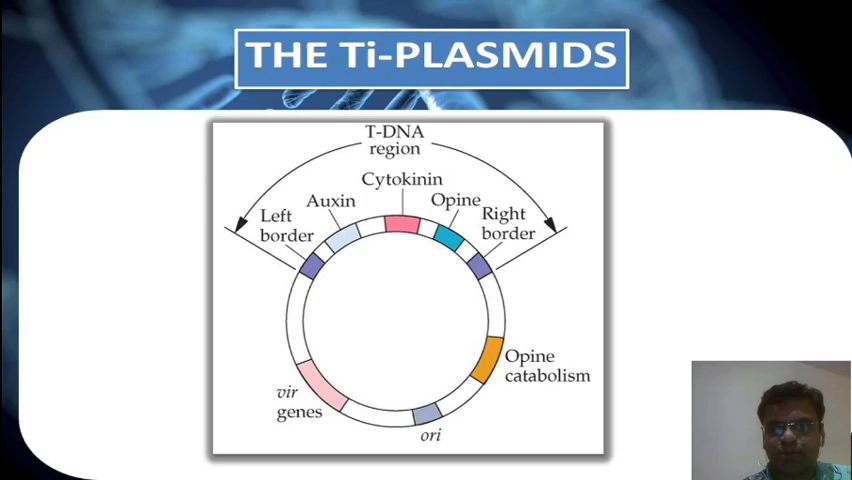 THE Ti-PLASMIDS
T-DNA
region
Cytokinin
Auxin
Opine
Left
border
Right
border
Opine
catabolism
vir
genes
ori